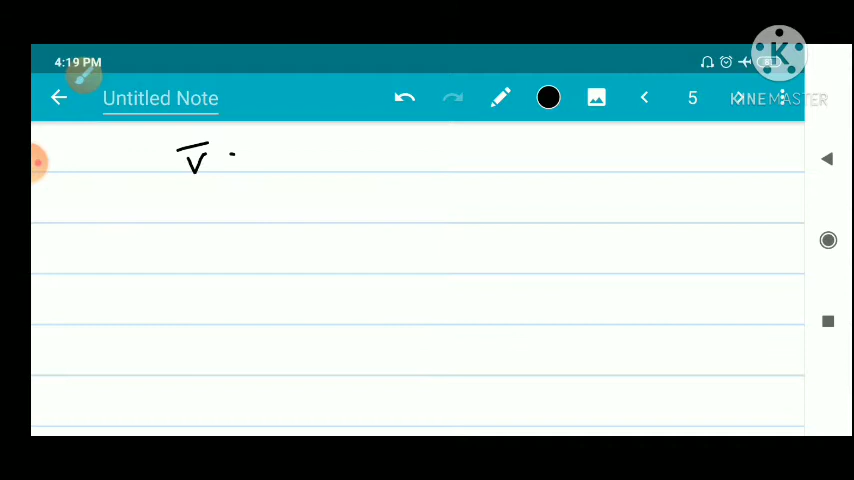 4:19 PM
K
Untitled Note
5
KINEMASTER
V̅